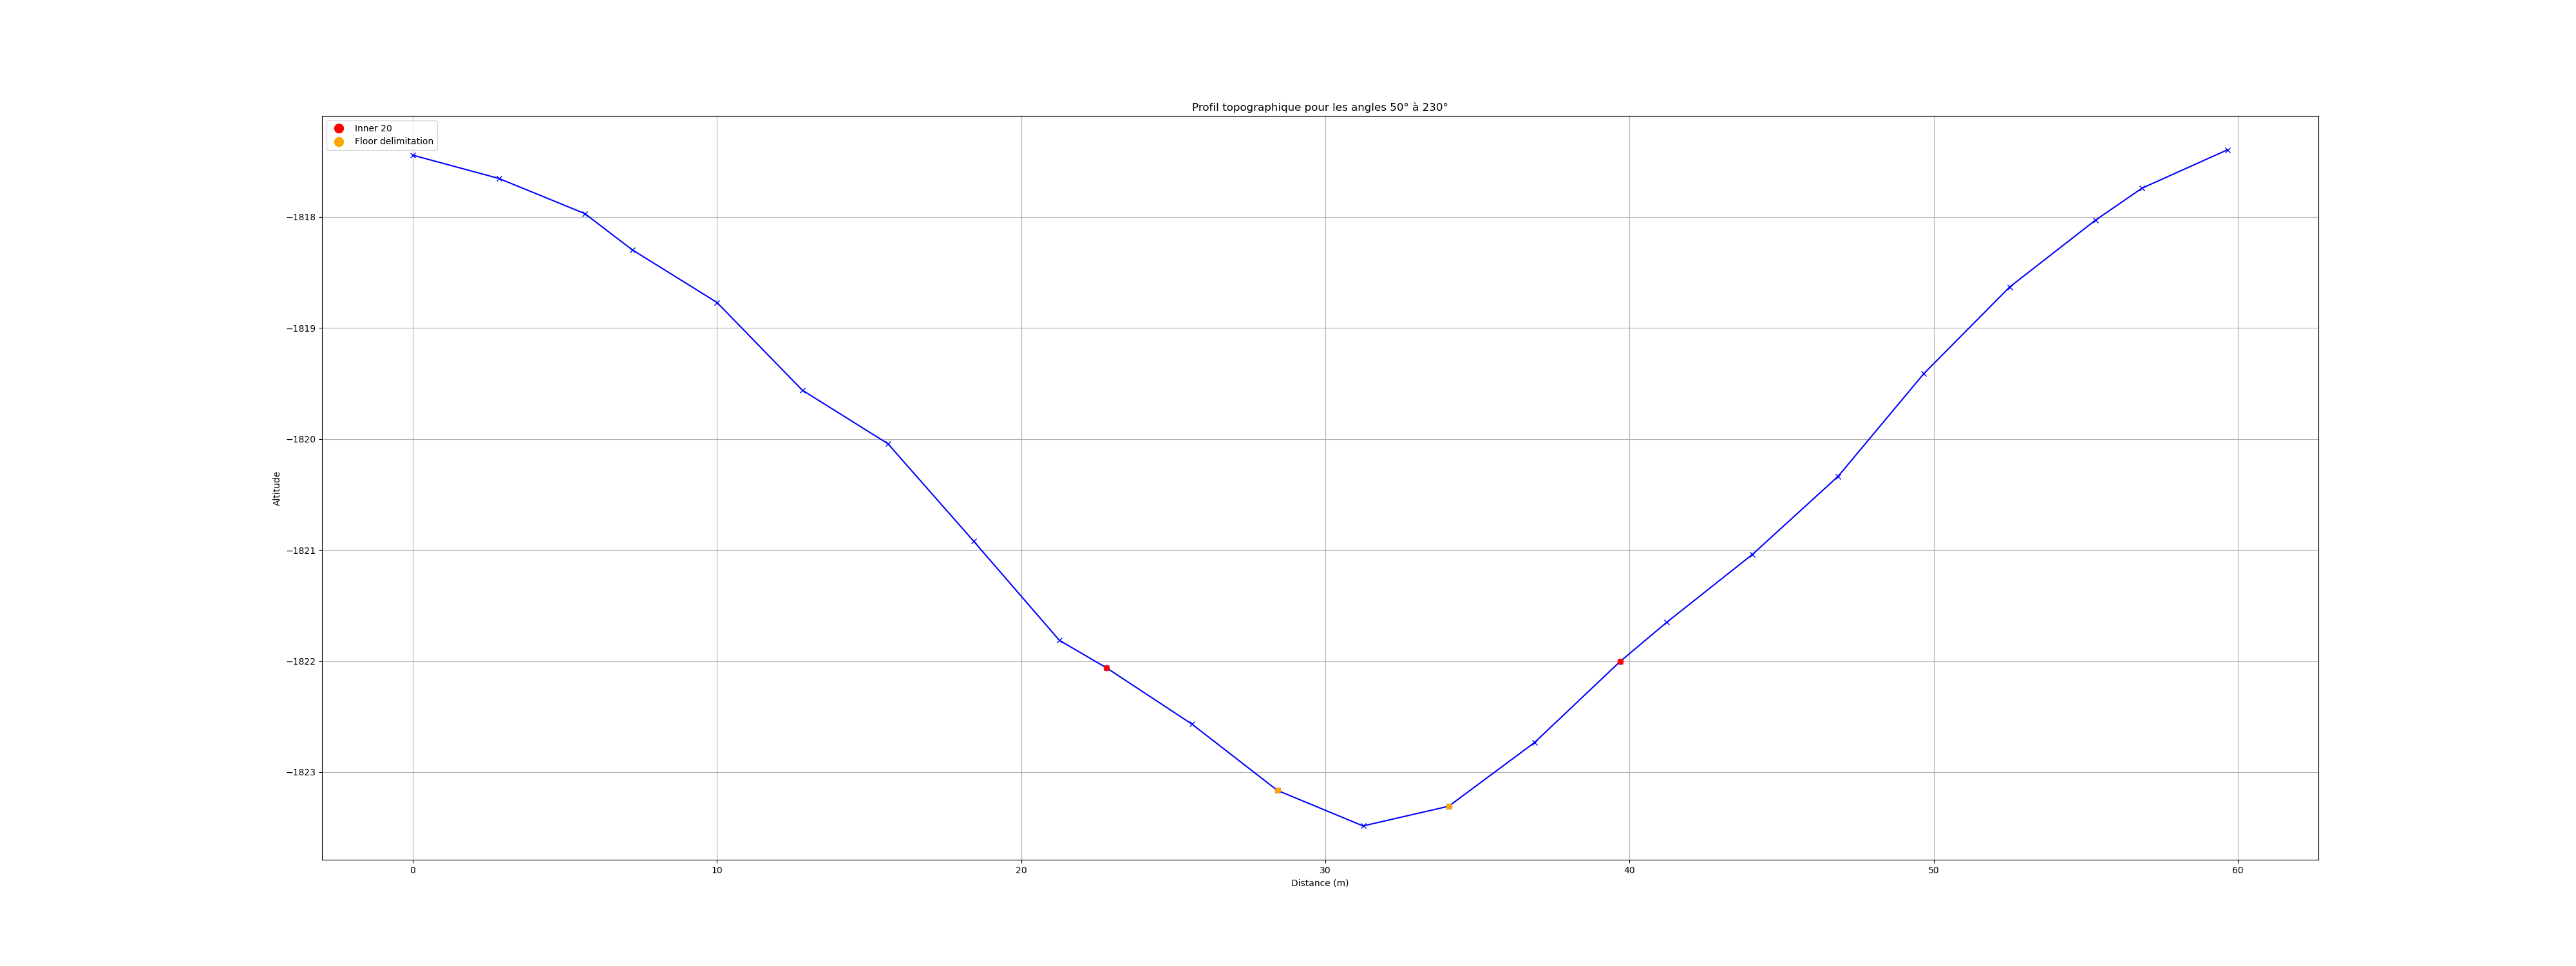 Profil topographique pour les angles 50° à 230°
Inner 20
Floor delimitation
−1818
−1819
−1820
−1821
−1822
−1823
Altitude
0 10 20 30 40 50 60
Distance (m)